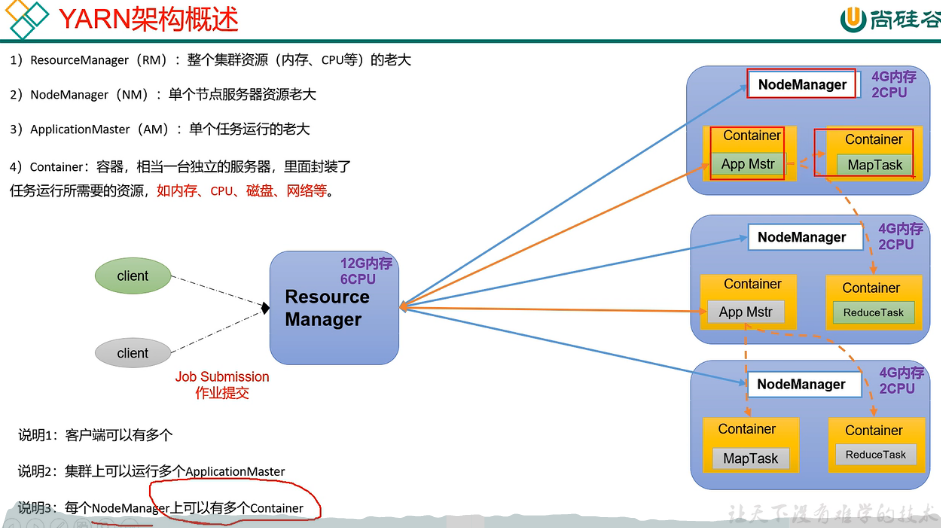 YARN架构概述
尚硅谷
1）ResourceManager（RM）：整个集群资源（内存、CPU等）的老大
2）NodeManager（NM）：单个节点服务器资源老大
3）ApplicationMaster（AM）：单个任务运行的老大
4）Container：容器，相当一台独立的服务器，里面封装了
任务运行所需要的资源，如内存、CPU、磁盘、网络等。
client
client
Job Submission
作业提交
12G内存
6CPU
Resource
Manager
NodeManager
4G内存
2CPU
Container
App Mstr
Container
MapTask
NodeManager
4G内存
2CPU
Container
App Mstr
Container
ReduceTask
NodeManager
4G内存
2CPU
Container
MapTask
Container
ReduceTask
说明1：客户端可以有多个
说明2：集群上可以运行多个ApplicationMaster
说明3：每个NodeManager上可以有多个Container
让天下没有难学的技术